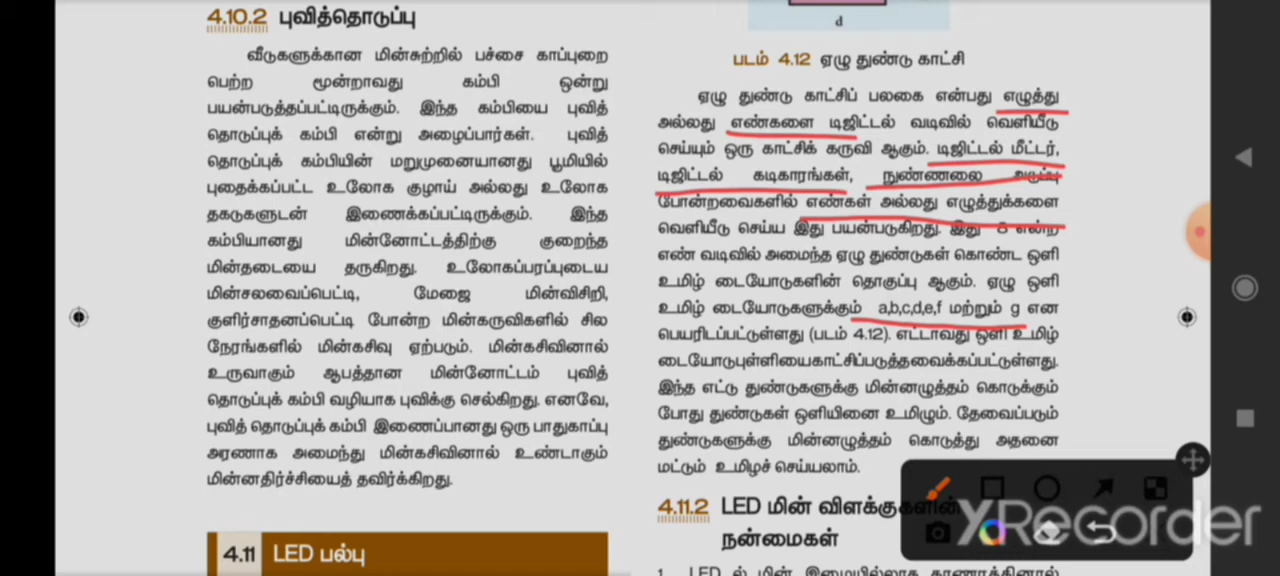 4.10.2 புவித்தொடுப்பு
வீடுகளுக்கான மின்சுற்றில் பச்சை காப்புறை
பெற்ற மூன்றாவது கம்பி ஒன்று
பயன்படுத்தப்பட்டிருக்கும். இந்த கம்பியை புவித்
தொடுப்புக் கம்பி என்று அழைப்பார்கள். புவித்
தொடுப்புக் கம்பியின் மறுமுனையானது பூமியில்
புதைக்கப்பட்ட உலோக குழாய் அல்லது உலோக
தகடுகளுடன் இணைக்கப்பட்டிருக்கும். இந்த
கம்பியானது மின்னோட்டத்திற்கு குறைந்த
மின்தடையை தருகிறது. உலோகப்பரப்புடைய
மின்சலவைப்பெட்டி, மேஜை மின்விசிறி,
குளிர்சாதனப்பெட்டி போன்ற மின்கருவிகளில் சில
நேரங்களில் மின்கசிவு ஏற்படும். மின்கசிவினால்
உருவாகும் ஆபத்தான மின்னோட்டம் புவித்
தொடுப்புக் கம்பி வழியாக புவிக்கு செல்கிறது. எனவே,
புவித் தொடுப்புக் கம்பி இணைப்பானது ஒரு பாதுகாப்பு
அரணாக அமைந்து மின்கசிவினால் உண்டாகும்
மின்னதிர்ச்சியைத் தவிர்க்கிறது.
4.11 LED பல்பு
d
படம் 4.12 ஏழு துண்டு காட்சி
ஏழு துண்டு காட்சிப் பலகை என்பது எழுத்து
அல்லது எண்களை டிஜிட்டல் வடிவில் வெளியீடு
செய்யும் ஒரு காட்சிக் கருவி ஆகும். டிஜிட்டல் மீட்டர்,
டிஜிட்டல் கடிகாரங்கள், நுண்ணலை அடுப்பு
போன்றவைகளில் எண்கள் அல்லது எழுத்துக்களை
வெளியீடு செய்ய இது பயன்படுகிறது. இது 8 என்ற
எண் வடிவில் அமைந்த ஏழு துண்டுகள் கொண்ட ஒளி
உமிழ் டையோடுகளின் தொகுப்பு ஆகும். ஏழு ஒளி
உமிழ் டையோடுகளுக்கும் a,b,c,d,e,f மற்றும் g என
பெயரிடப்பட்டுள்ளது (படம் 4.12). எட்டாவது ஒளி உமிழ்
டையோடுபுள்ளியைகாட்சிப்படுத்தவைக்கப்பட்டுள்ளது.
இந்த எட்டு துண்டுகளுக்கு மின்னழுத்தம் கொடுக்கும்
போது துண்டுகள் ஒளியினை உமிழும். தேவைப்படும்
துண்டுகளுக்கு மின்னழுத்தம் கொடுத்து அதனை
மட்டும் உமிழச் செய்யலாம்.
4.11.2 LED மின் விளக்குகளின்
நன்மைகள்
1. LED ல் மின்
XRecorder